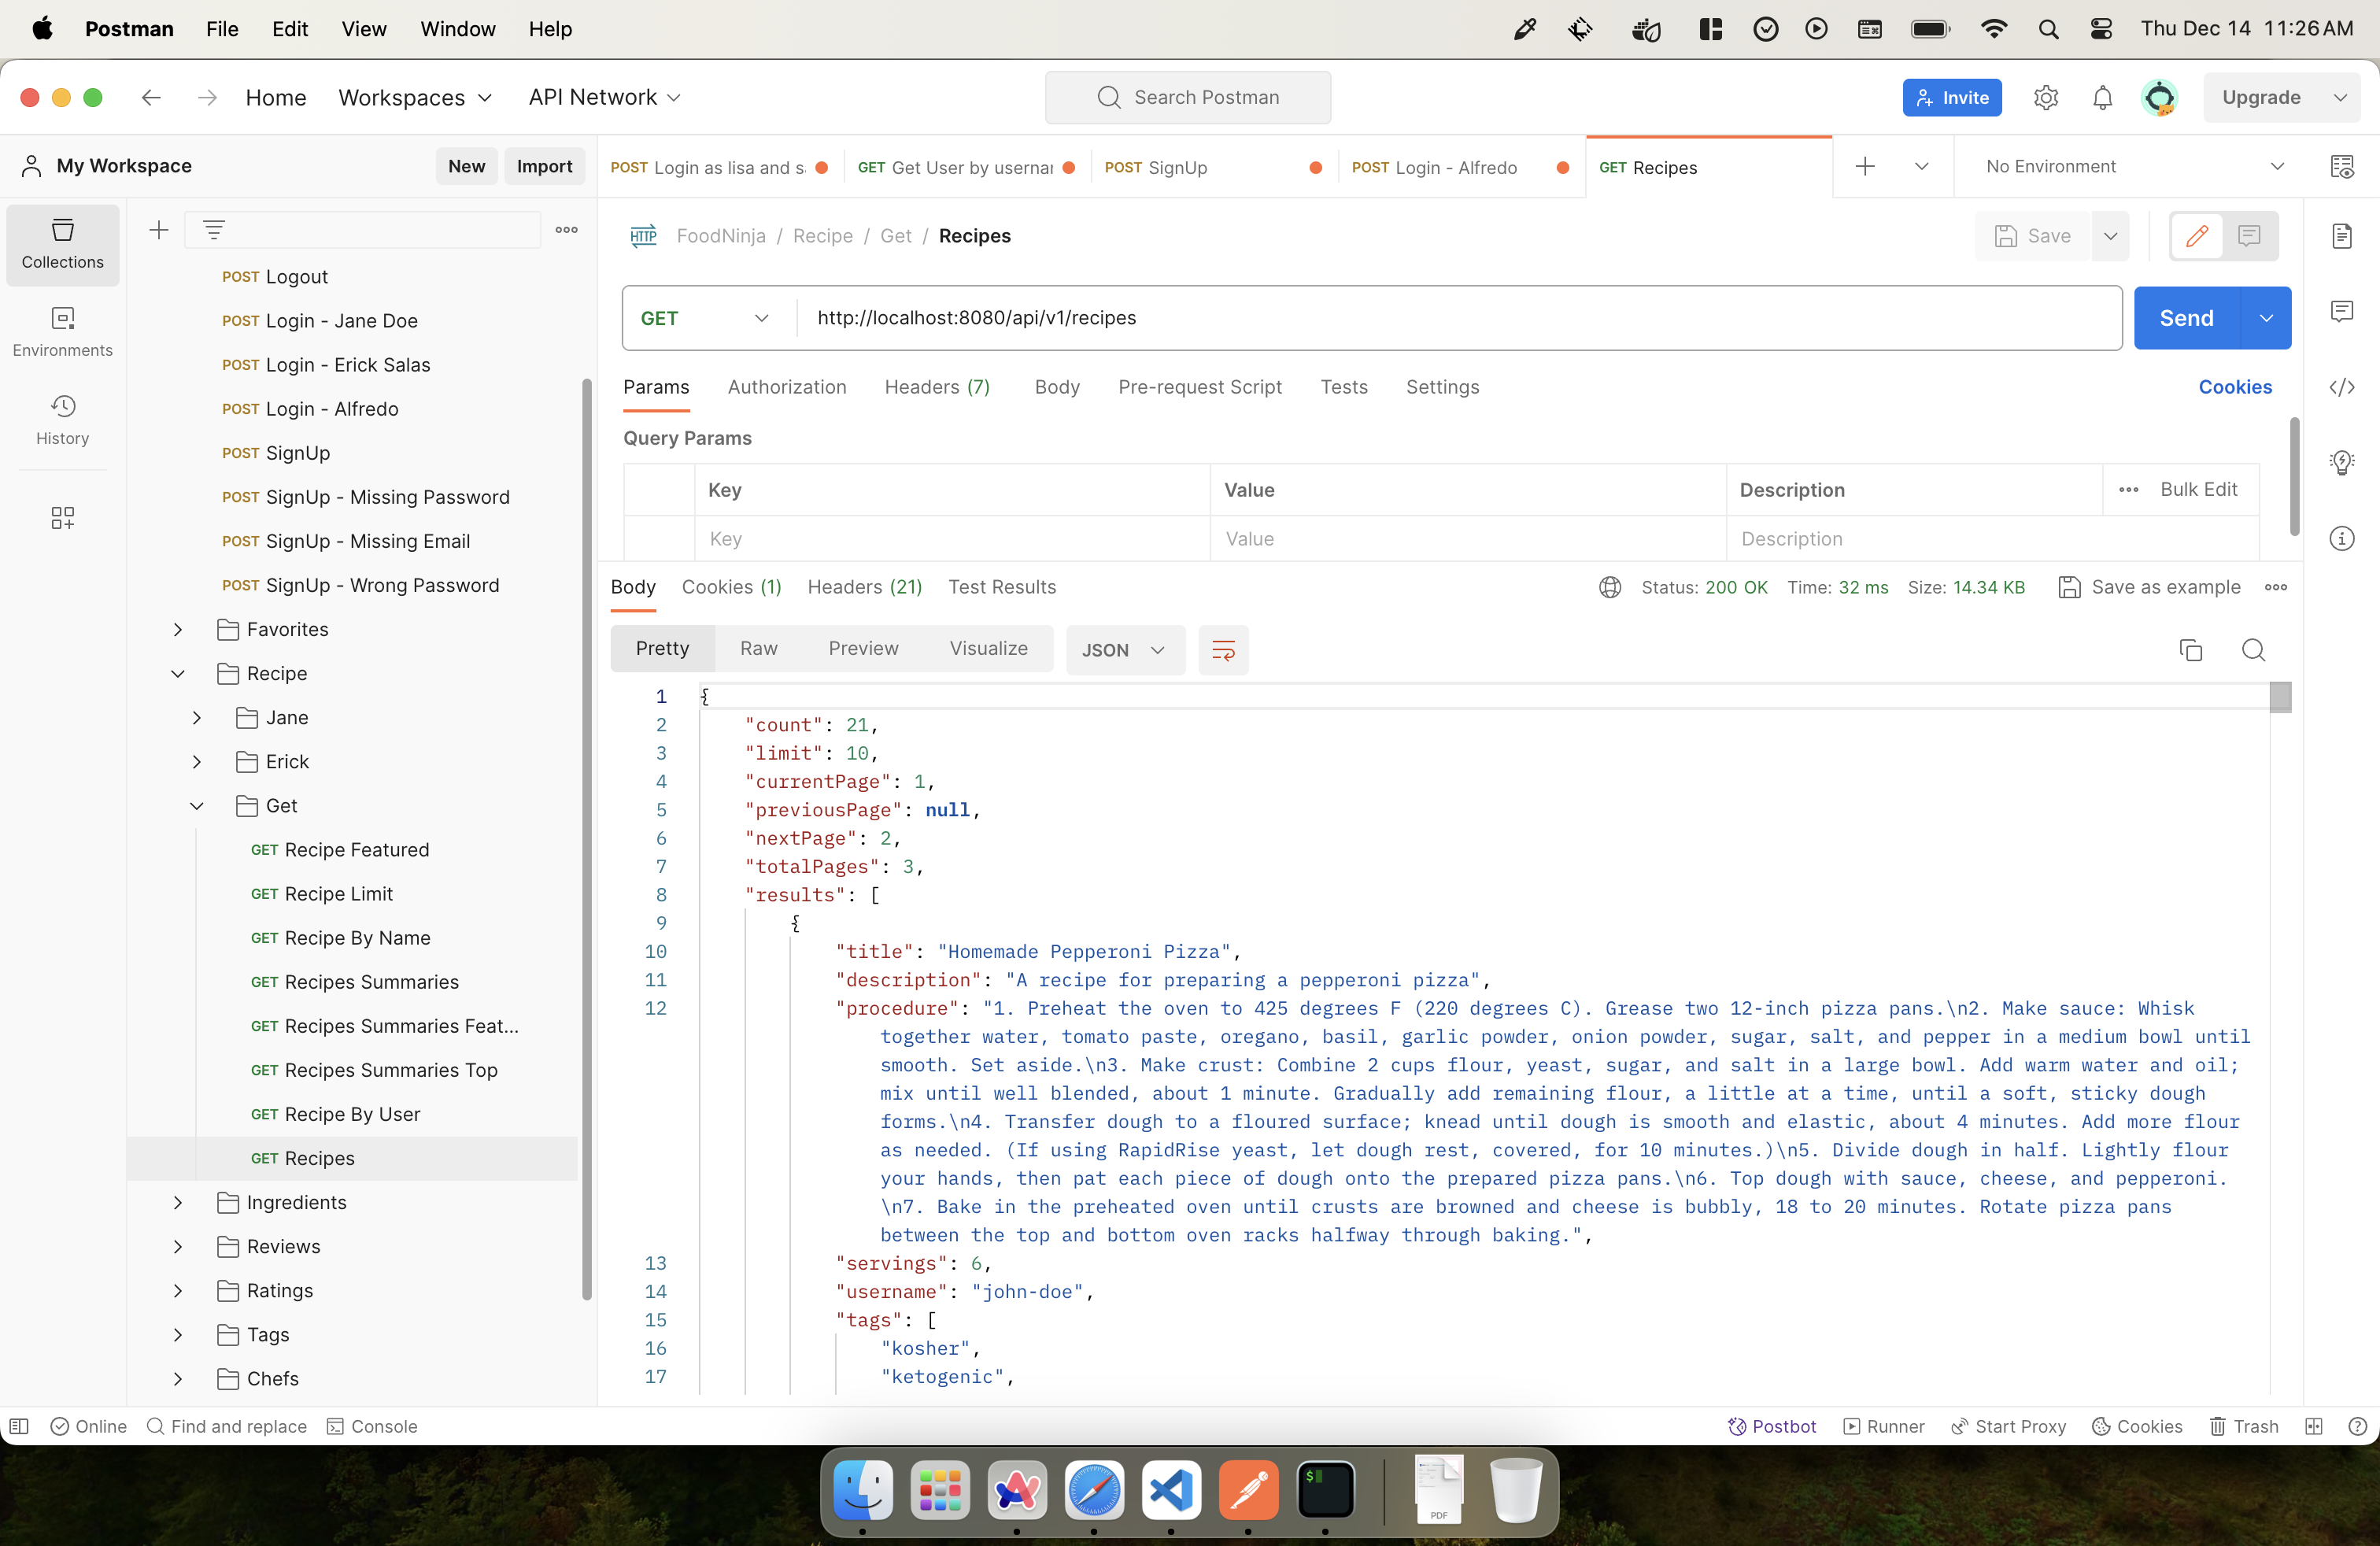 Postman File Edit View Window Help Thu Dec 14 11:26 AM
Home Workspaces API Network Search Postman Invite Upgrade
My Workspace New Import
POST Login as lisa and s GET Get User by usernar POST SignUp POST Login - Alfredo GET Recipes No Environment
Collections
Environments
History
POST Logout
POST Login - Jane Doe
POST Login - Erick Salas
POST Login - Alfredo
POST SignUp
POST SignUp - Missing Password
POST SignUp - Missing Email
POST SignUp - Wrong Password
Favorites
Recipe
Jane
Erick
Get
GET Recipe Featured
GET Recipe Limit
GET Recipe By Name
GET Recipes Summaries
GET Recipes Summaries Feat...
GET Recipes Summaries Top
GET Recipe By User
GET Recipes
Ingredients
Reviews
Ratings
Tags
Chefs
HTTP FoodNinja / Recipe / Get / Recipes Save
GET http://localhost:8080/api/v1/recipes Send
Params Authorization Headers (7) Body Pre-request Script Tests Settings Cookies
Query Params
Key Value Description Bulk Edit
Key Value Description
Body Cookies (1) Headers (21) Test Results Status: 200 OK Time: 32 ms Size: 14.34 KB Save as example
Pretty Raw Preview Visualize JSON
1 {
2 "count": 21,
3 "limit": 10,
4 "currentPage": 1,
5 "previousPage": null,
6 "nextPage": 2,
7 "totalPages": 3,
8 "results": [
9 {
10 "title": "Homemade Pepperoni Pizza",
11 "description": "A recipe for preparing a pepperoni pizza",
12 "procedure": "1. Preheat the oven to 425 degrees F (220 degrees C). Grease two 12-inch pizza pans.\n2. Make sauce: Whisk
together water, tomato paste, oregano, basil, garlic powder, onion powder, sugar, salt, and pepper in a medium bowl until
smooth. Set aside.\n3. Make crust: Combine 2 cups flour, yeast, sugar, and salt in a large bowl. Add warm water and oil;
mix until well blended, about 1 minute. Gradually add remaining flour, a little at a time, until a soft, sticky dough
forms.\n4. Transfer dough to a floured surface; knead until dough is smooth and elastic, about 4 minutes. Add more flour
as needed. (If using RapidRise yeast, let dough rest, covered, for 10 minutes.)\n5. Divide dough in half. Lightly flour
your hands, then pat each piece of dough onto the prepared pizza pans.\n6. Top dough with sauce, cheese, and pepperoni.
\n7. Bake in the preheated oven until crusts are browned and cheese is bubbly, 18 to 20 minutes. Rotate pizza pans
between the top and bottom oven racks halfway through baking.",
13 "servings": 6,
14 "username": "john-doe",
15 "tags": [
16 "kosher",
17 "ketogenic",
Online Find and replace Console Postbot Runner Start Proxy Cookies Trash
PDF